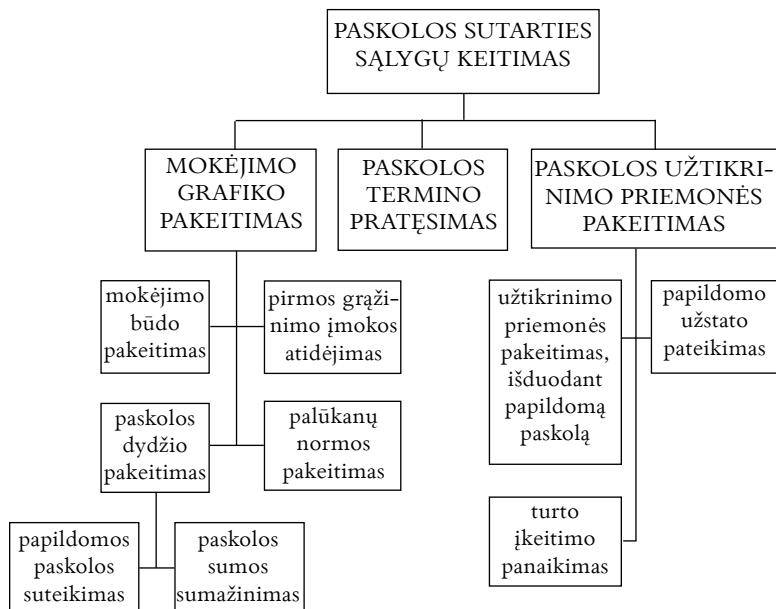 PASKOLOS SUTARTIES
SĄLYGŲ KEITIMAS
MOKĖJIMO
GRAFIKO
PAKEITIMAS
PASKOLOS
TERMINO
PRATĘSIMAS
PASKOLOS UŽTIKRI-
NIMO PRIEMONĖS
PAKEITIMAS
mokėjimo
būdo
pakeitimas
pirmos grąži-
nimo įmokos
atidėjimas
užtikrinimo
priemonės
pakeitimas,
išduodant
papildomą
paskolą
papildomo
užstato
pateikimas
paskolos
dydžio
pakeitimas
palūkanų
normos
pakeitimas
papildomos
paskolos
suteikimas
paskolos
sumos
sumažinimas
turto
įkeitimo
panaikimas